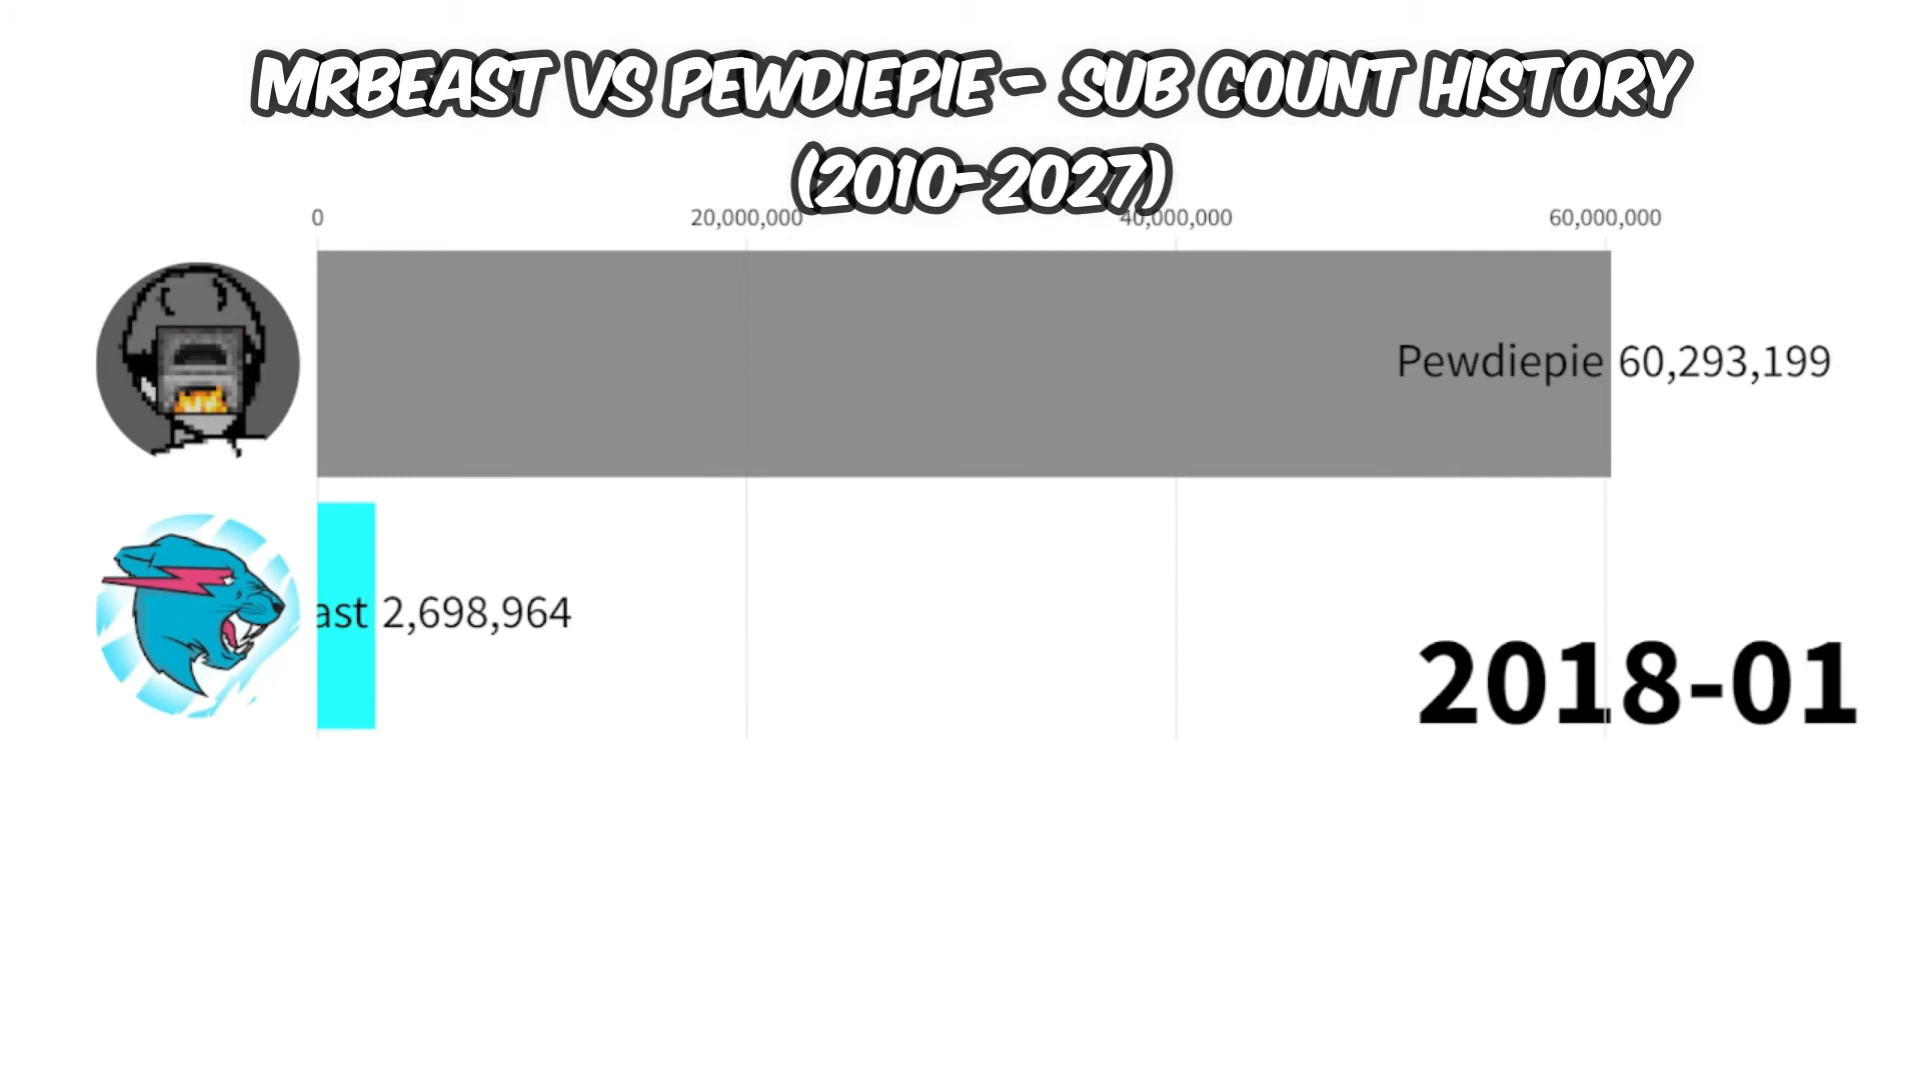 MRBEAST VS PEWDIEPIE - SUB COUNT HISTORY
(2010-2027)
0 20,000,000 40,000,000 60,000,000
Pewdiepie 60,293,199
ast 2,698,964
2018-01